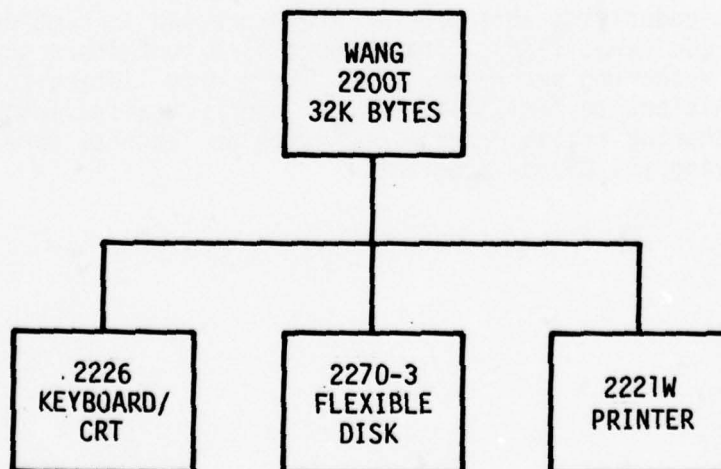 WANG
2200T
32K BYTES
2226
KEYBOARD/
CRT
2270-3
FLEXIBLE
DISK
2221W
PRINTER